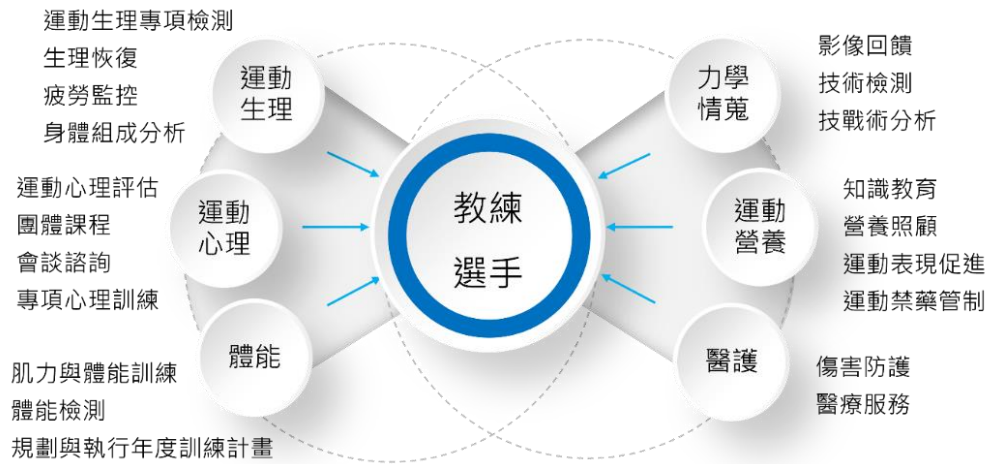 運動生理專項檢測
生理恢復
疲勞監控
身體組成分析
運動
生理
運動心理評估
團體課程
會談諮詢
專項心理訓練
運動
心理
肌力與體能訓練
體能檢測
規劃與執行年度訓練計畫
體能
教練
選手
力學
情蒐
影像回饋
技術檢測
技戰術分析
運動
營養
知識教育
營養照顧
運動表現促進
運動禁藥管制
醫護
傷害防護
醫療服務